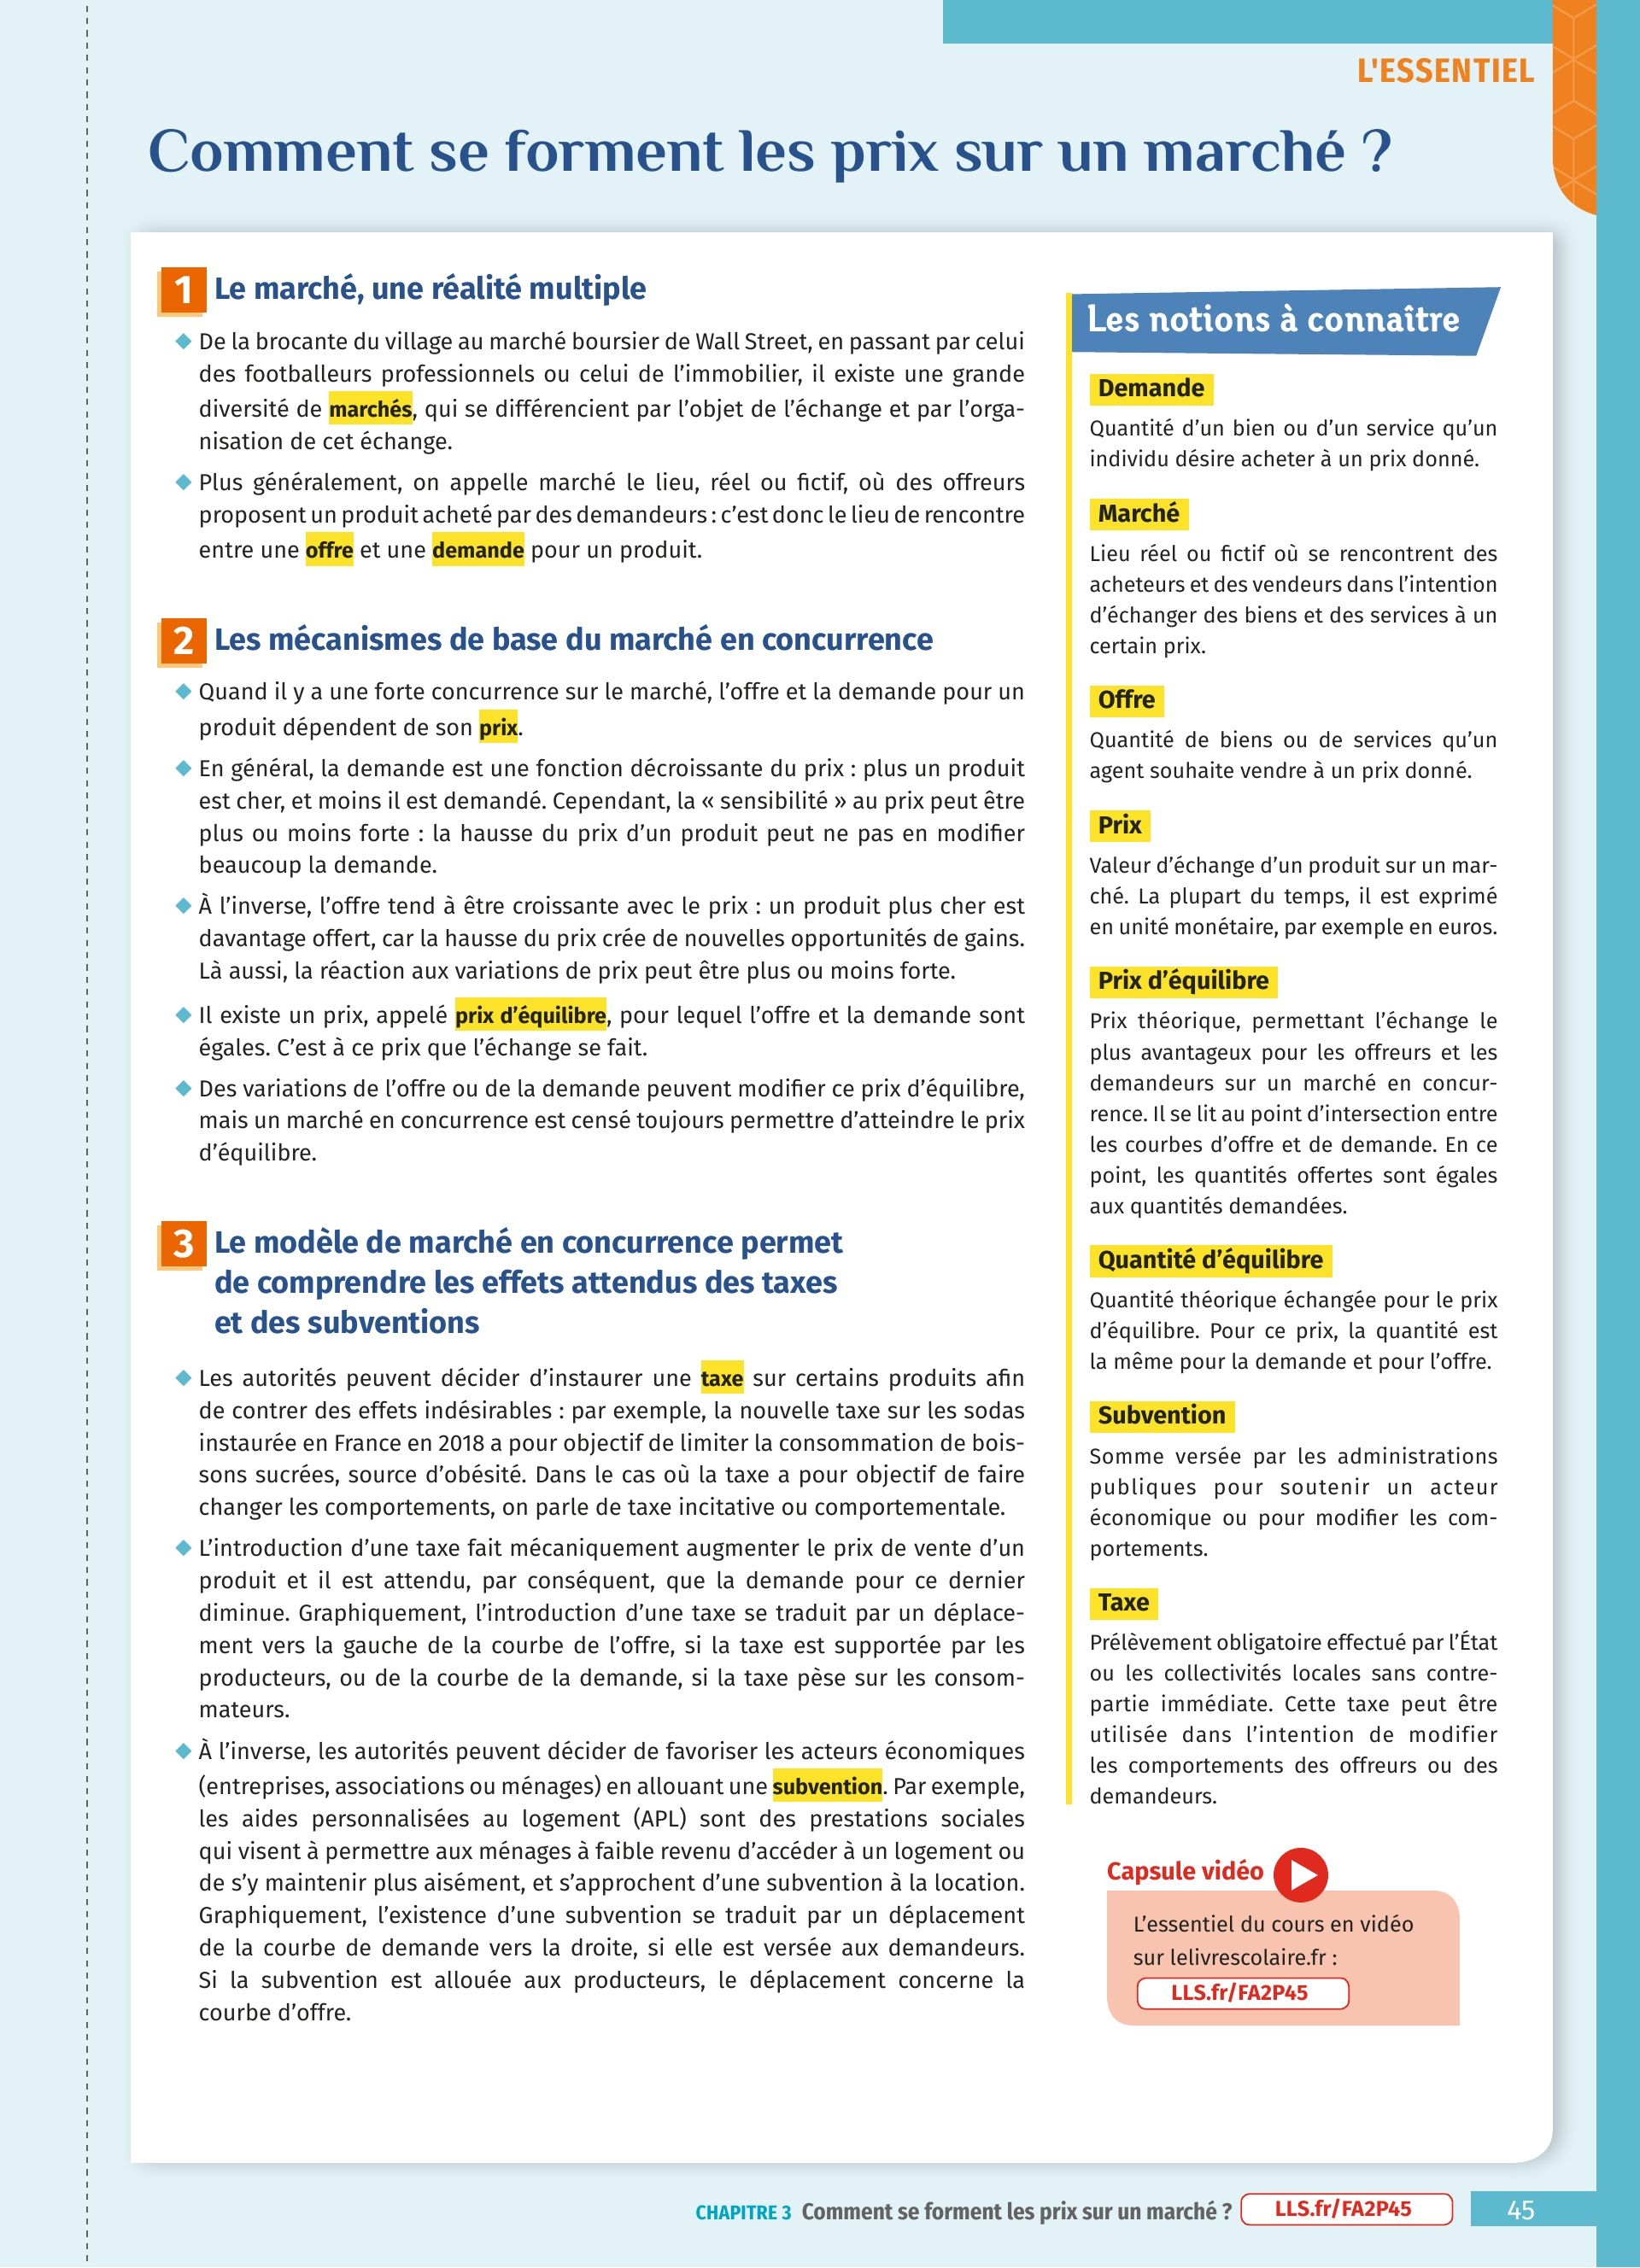 L'ESSENTIEL
Comment se forment les prix sur un marché ?
1 Le marché, une réalité multiple
◆ De la brocante du village au marché boursier de Wall Street, en passant par celui
des footballeurs professionnels ou celui de l’immobilier, il existe une grande
diversité de marchés, qui se différencient par l’objet de l’échange et par l’orga-
nisation de cet échange.
◆ Plus généralement, on appelle marché le lieu, réel ou fictif, où des offreurs
proposent un produit acheté par des demandeurs : c’est donc le lieu de rencontre
entre une offre et une demande pour un produit.
2 Les mécanismes de base du marché en concurrence
◆ Quand il y a une forte concurrence sur le marché, l’offre et la demande pour un
produit dépendent de son prix.
◆ En général, la demande est une fonction décroissante du prix : plus un produit
est cher, et moins il est demandé. Cependant, la « sensibilité » au prix peut être
plus ou moins forte : la hausse du prix d’un produit peut ne pas en modifier
beaucoup la demande.
◆ À l’inverse, l’offre tend à être croissante avec le prix : un produit plus cher est
davantage offert, car la hausse du prix crée de nouvelles opportunités de gains.
Là aussi, la réaction aux variations de prix peut être plus ou moins forte.
◆ Il existe un prix, appelé prix d’équilibre, pour lequel l’offre et la demande sont
égales. C’est à ce prix que l’échange se fait.
◆ Des variations de l’offre ou de la demande peuvent modifier ce prix d’équilibre,
mais un marché en concurrence est censé toujours permettre d’atteindre le prix
d’équilibre.
3 Le modèle de marché en concurrence permet
de comprendre les effets attendus des taxes
et des subventions
◆ Les autorités peuvent décider d’instaurer une taxe sur certains produits afin
de contrer des effets indésirables : par exemple, la nouvelle taxe sur les sodas
instaurée en France en 2018 a pour objectif de limiter la consommation de bois-
sons sucrées, source d’obésité. Dans le cas où la taxe a pour objectif de faire
changer les comportements, on parle de taxe incitative ou comportementale.
◆ L’introduction d’une taxe fait mécaniquement augmenter le prix de vente d’un
produit et il est attendu, par conséquent, que la demande pour ce dernier
diminue. Graphiquement, l’introduction d’une taxe se traduit par un déplace-
ment vers la gauche de la courbe de l’offre, si la taxe est supportée par les
producteurs, ou de la courbe de la demande, si la taxe pèse sur les consom-
mateurs.
◆ À l’inverse, les autorités peuvent décider de favoriser les acteurs économiques
(entreprises, associations ou ménages) en allouant une subvention. Par exemple,
les aides personnalisées au logement (APL) sont des prestations sociales
qui visent à permettre aux ménages à faible revenu d’accéder à un logement ou
de s’y maintenir plus aisément, et s’approchent d’une subvention à la location.
Graphiquement, l’existence d’une subvention se traduit par un déplacement
de la courbe de demande vers la droite, si elle est versée aux demandeurs.
Si la subvention est allouée aux producteurs, le déplacement concerne la
courbe d’offre.
Les notions à connaître
Demande
Quantité d’un bien ou d’un service qu’un
individu désire acheter à un prix donné.
Marché
Lieu réel ou fictif où se rencontrent des
acheteurs et des vendeurs dans l’intention
d’échanger des biens et des services à un
certain prix.
Offre
Quantité de biens ou de services qu’un
agent souhaite vendre à un prix donné.
Prix
Valeur d’échange d’un produit sur un mar-
ché. La plupart du temps, il est exprimé
en unité monétaire, par exemple en euros.
Prix d’équilibre
Prix théorique, permettant l’échange le
plus avantageux pour les offreurs et les
demandeurs sur un marché en concur-
rence. Il se lit au point d’intersection entre
les courbes d’offre et de demande. En ce
point, les quantités offertes sont égales
aux quantités demandées.
Quantité d’équilibre
Quantité théorique échangée pour le prix
d’équilibre. Pour ce prix, la quantité est
la même pour la demande et pour l’offre.
Subvention
Somme versée par les administrations
publiques pour soutenir un acteur
économique ou pour modifier les com-
portements.
Taxe
Prélèvement obligatoire effectué par l’État
ou les collectivités locales sans contre-
partie immédiate. Cette taxe peut être
utilisée dans l’intention de modifier
les comportements des offreurs ou des
demandeurs.
Capsule vidéo
L’essentiel du cours en vidéo
sur lelivrescolaire.fr :
LLS.fr/FA2P45
CHAPITRE 3 Comment se forment les prix sur un marché ? LLS.fr/FA2P45 45